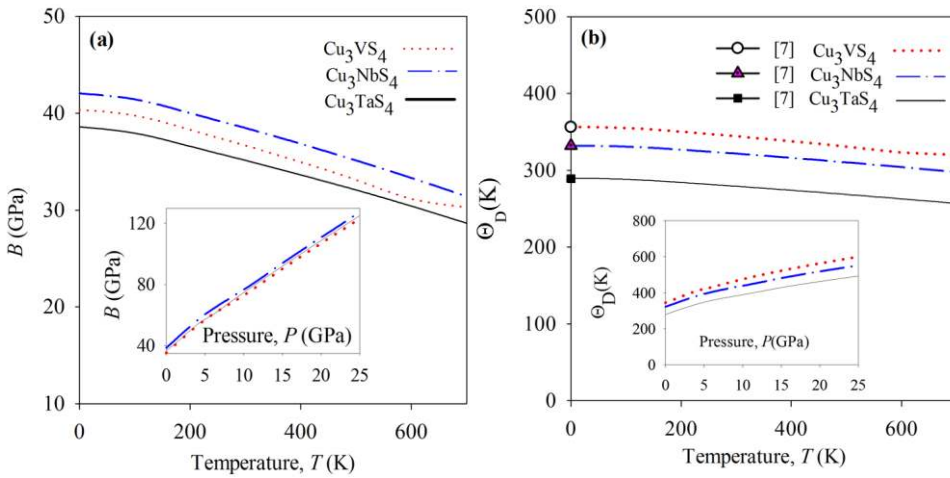 (a)
Cu3VS4
Cu3NbS4
Cu3TaS4
50
40
30
20
10
B (GPa)
0
200
400
600
Temperature, T (K)
120
80
40
B (GPa)
Pressure, P (GPa)
0
5
10
15
20
25
(b)
[7] Cu3VS4
[7] Cu3NbS4
[7] Cu3TaS4
500
400
300
200
100
0
ΘD(K)
0
200
400
600
Temperature, T (K)
800
600
400
200
0
ΘD(K)
Pressure, P(GPa)
0
5
10
15
20
25